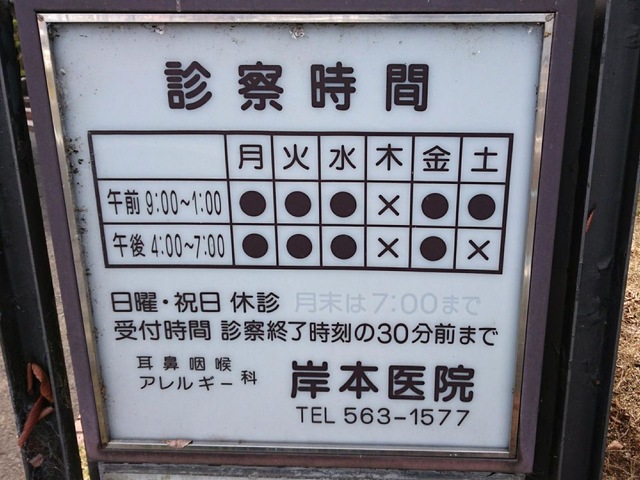 診察時間
月 火 水 木 金 土
午前 9:00~1:00 ● ● ● × ● ●
午後 4:00~7:00 ● ● ● × ● ×
日曜・祝日 休診 月末は7:00まで
受付時間 診察終了時刻の30分前まで
耳鼻咽喉
アレルギー科
岸本医院
TEL 563-1577